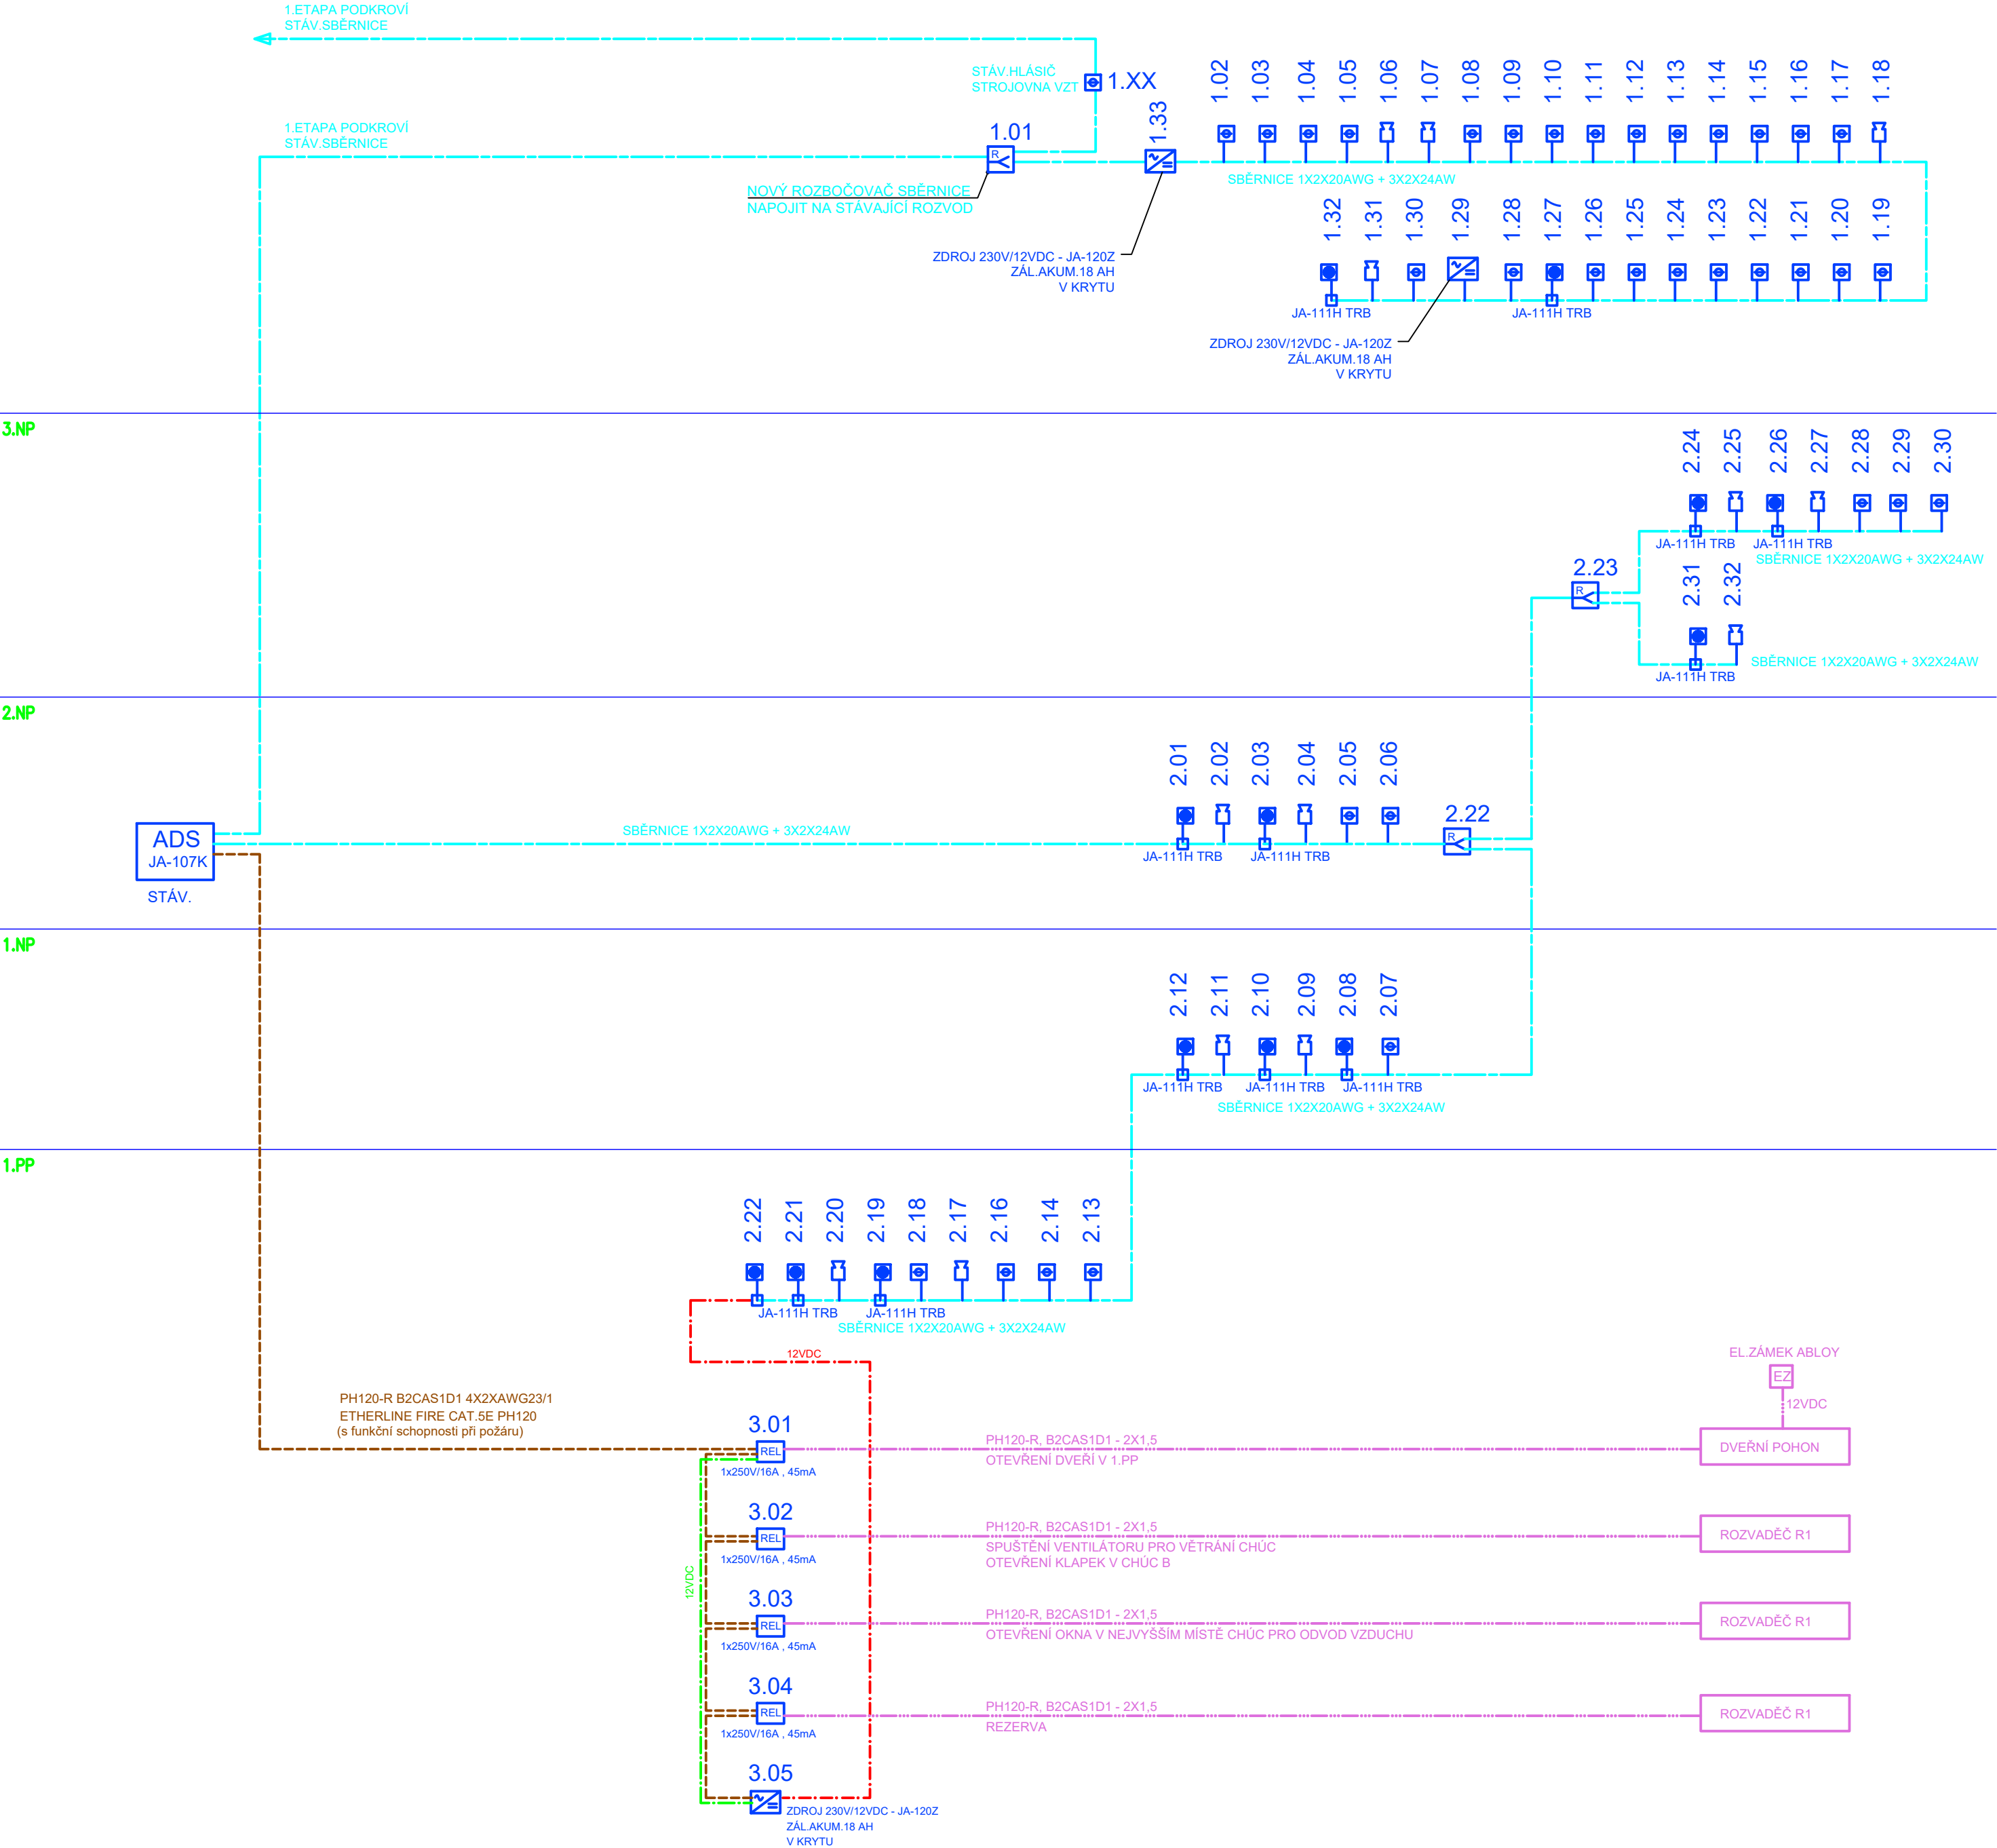 1.ETAPA PODKROVÍ
STÁV.SBĚRNICE
STÁV.HLÁSIČ
STROJOVNA VZT
1.XX
1.ETAPA PODKROVÍ
STÁV.SBĚRNICE
1.01
R
1.33
1.02
1.03
1.04
1.05
1.06
1.07
1.08
1.09
1.10
1.11
1.12
1.13
1.14
1.15
1.16
1.17
1.18
NOVÝ ROZBOČOVAČ SBĚRNICE
NAPOJIT NA STÁVAJÍCÍ ROZVOD
SBĚRNICE 1X2X20AWG + 3X2X24AW
ZDROJ 230V/12VDC - JA-120Z
ZÁL.AKUM.18 AH
V KRYTU
1.32
1.31
1.30
1.29
1.28
1.27
1.26
1.25
1.24
1.23
1.22
1.21
1.20
1.19
JA-111H TRB
JA-111H TRB
ZDROJ 230V/12VDC - JA-120Z
ZÁL.AKUM.18 AH
V KRYTU
3.NP
2.24
2.25
2.26
2.27
2.28
2.29
2.30
JA-111H TRB
JA-111H TRB
SBĚRNICE 1X2X20AWG + 3X2X24AW
2.23
R
2.31
2.32
SBĚRNICE 1X2X20AWG + 3X2X24AW
JA-111H TRB
2.NP
2.01
2.02
2.03
2.04
2.05
2.06
2.22
R
ADS
JA-107K
STÁV.
SBĚRNICE 1X2X20AWG + 3X2X24AW
JA-111H TRB
JA-111H TRB
1.NP
2.12
2.11
2.10
2.09
2.08
2.07
JA-111H TRB
JA-111H TRB
JA-111H TRB
SBĚRNICE 1X2X20AWG + 3X2X24AW
1.PP
2.22
2.21
2.20
2.19
2.18
2.17
2.16
2.14
2.13
JA-111H TRB
JA-111H TRB
SBĚRNICE 1X2X20AWG + 3X2X24AW
12VDC
EL.ZÁMEK ABLOY
EZ
12VDC
PH120-R B2CAS1D1 4X2XAWG23/1
ETHERLINE FIRE CAT.5E PH120
(s funkční schopnosti při požáru)
3.01
REL
1x250V/16A , 45mA
PH120-R, B2CAS1D1 - 2X1,5
OTEVŘENÍ DVEŘÍ V 1.PP
DVEŘNÍ POHON
3.02
REL
1x250V/16A , 45mA
PH120-R, B2CAS1D1 - 2X1,5
SPUŠTĚNÍ VENTILÁTORU PRO VĚTRÁNÍ CHÚC
OTEVŘENÍ KLAPEK V CHÚC B
ROZVADĚČ R1
12VDC
3.03
REL
1x250V/16A , 45mA
PH120-R, B2CAS1D1 - 2X1,5
OTEVŘENÍ OKNA V NEJVYŠŠÍM MÍSTĚ CHÚC PRO ODVOD VZDUCHU
ROZVADĚČ R1
3.04
REL
1x250V/16A , 45mA
PH120-R, B2CAS1D1 - 2X1,5
REZERVA
ROZVADĚČ R1
3.05
ZDROJ 230V/12VDC - JA-120Z
ZÁL.AKUM.18 AH
V KRYTU